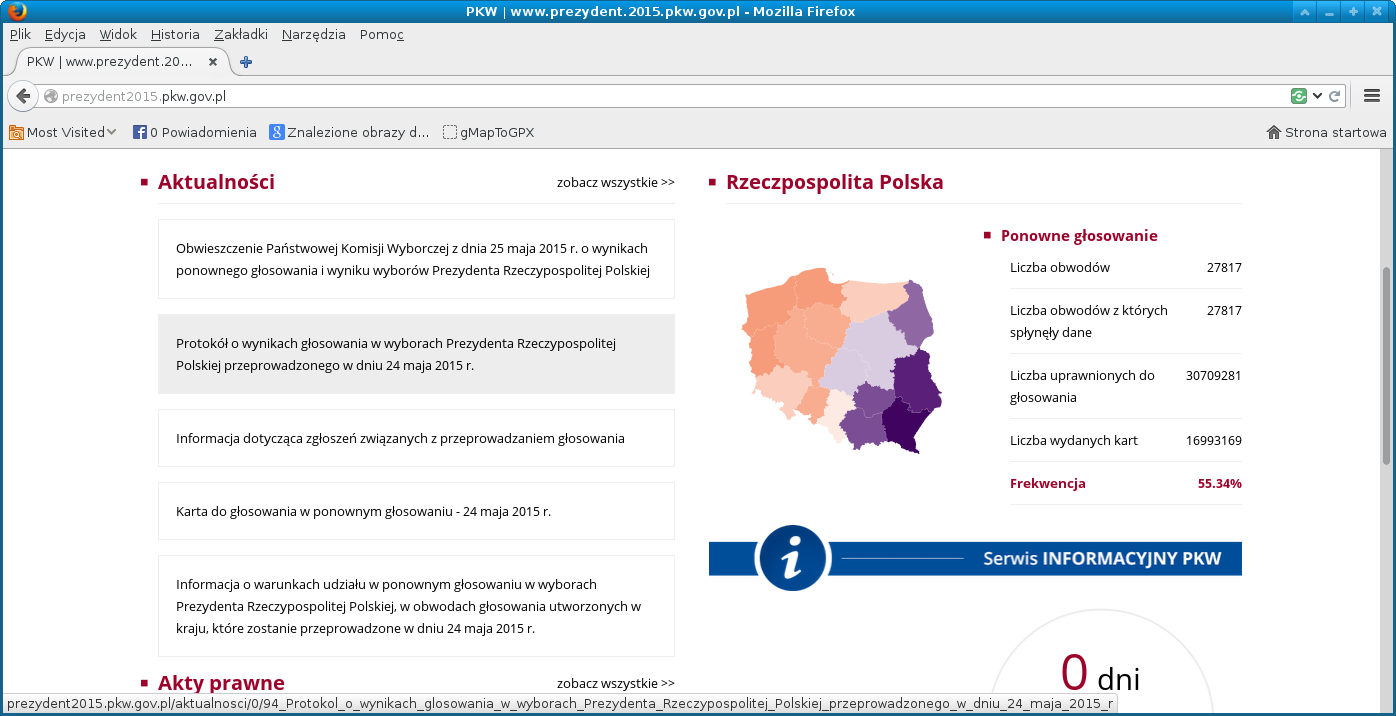 PKW | www.prezydent.2015.pkw.gov.pl - Mozilla Firefox
Plik Edycja Widok Historia Zakładki Narzędzia Pomoc
PKW | www.prezydent.20...
prezydent2015.pkw.gov.pl
Most Visited 0 Powiadomienia Znalezione obrazy d... gMapToGPX Strona startowa
Aktualności zobacz wszystkie >>
Obwieszczenie Państwowej Komisji Wyborczej z dnia 25 maja 2015 r. o wynikach
ponownego głosowania i wyniku wyborów Prezydenta Rzeczypospolitej Polskiej
Protokół o wynikach głosowania w wyborach Prezydenta Rzeczypospolitej
Polskiej przeprowadzonego w dniu 24 maja 2015 r.
Informacja dotycząca zgłoszeń związanych z przeprowadzaniem głosowania
Karta do głosowania w ponownym głosowaniu - 24 maja 2015 r.
Informacja o warunkach udziału w ponownym głosowaniu w wyborach
Prezydenta Rzeczypospolitej Polskiej, w obwodach głosowania utworzonych w
kraju, które zostanie przeprowadzone w dniu 24 maja 2015 r.
Akty prawne zobacz wszystkie >>
Rzeczpospolita Polska
Ponowne głosowanie
Liczba obwodów 27817
Liczba obwodów z których 27817
spłynęły dane
Liczba uprawnionych do 30709281
głosowania
Liczba wydanych kart 16993169
Frekwencja 55.34%
i Serwis INFORMACYJNY PKW
0 dni
prezydent2015.pkw.gov.pl/aktualnosci/0/94_Protokol_o_wynikach_glosowania_w_wyborach_Prezydenta_Rzeczypospolitej_Polskiej_przeprowadzonego_w_dniu_24_maja_2015_r